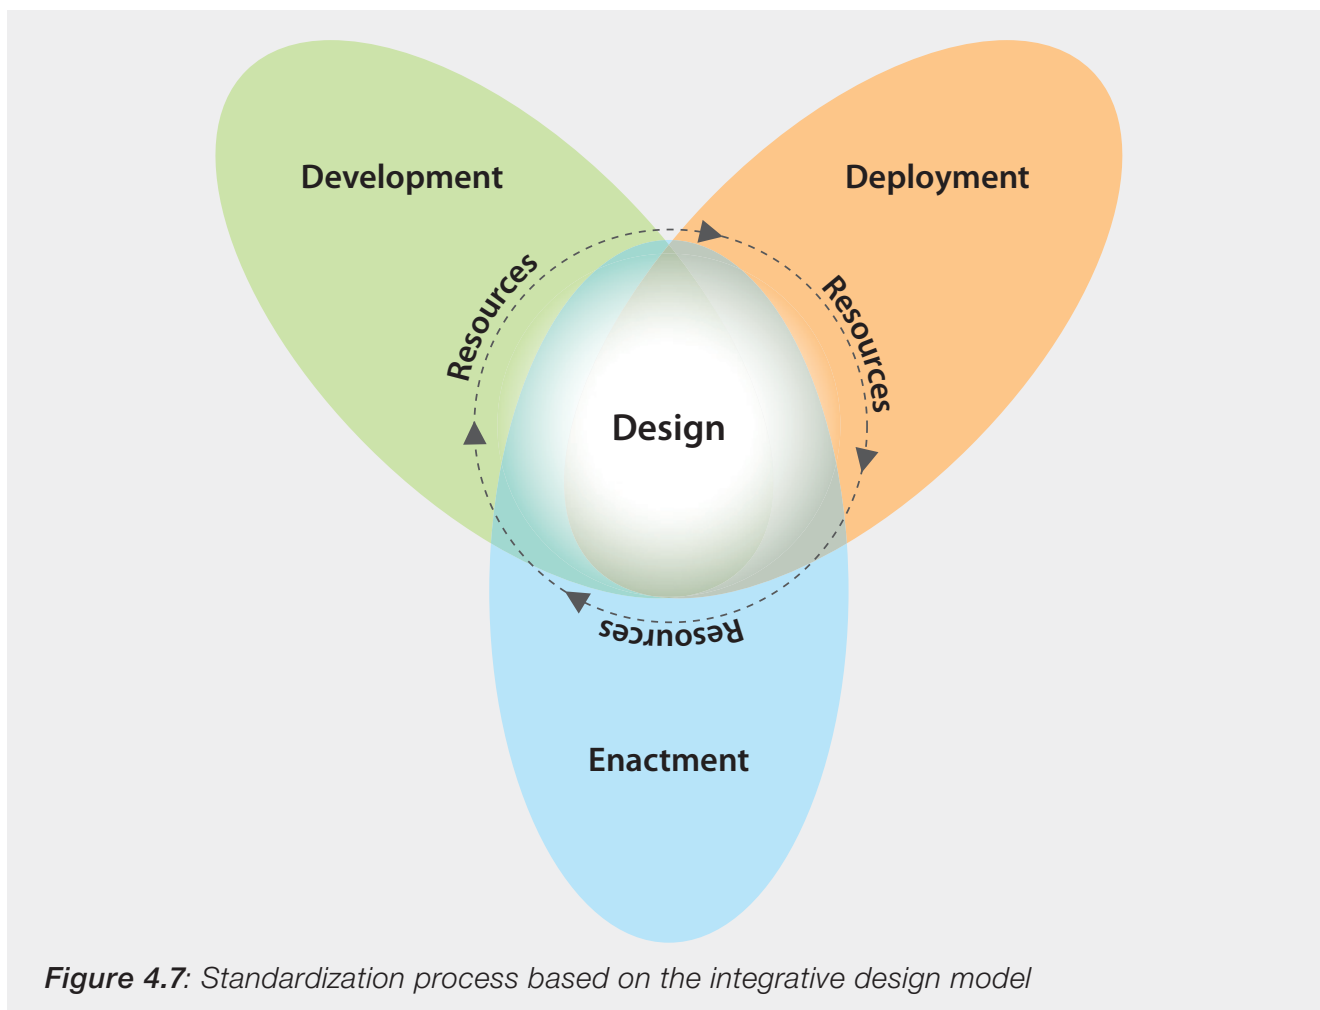 Development
Deployment
Resources
Resources
Design
Resources
Enactment
Figure 4.7: Standardization process based on the integrative design model